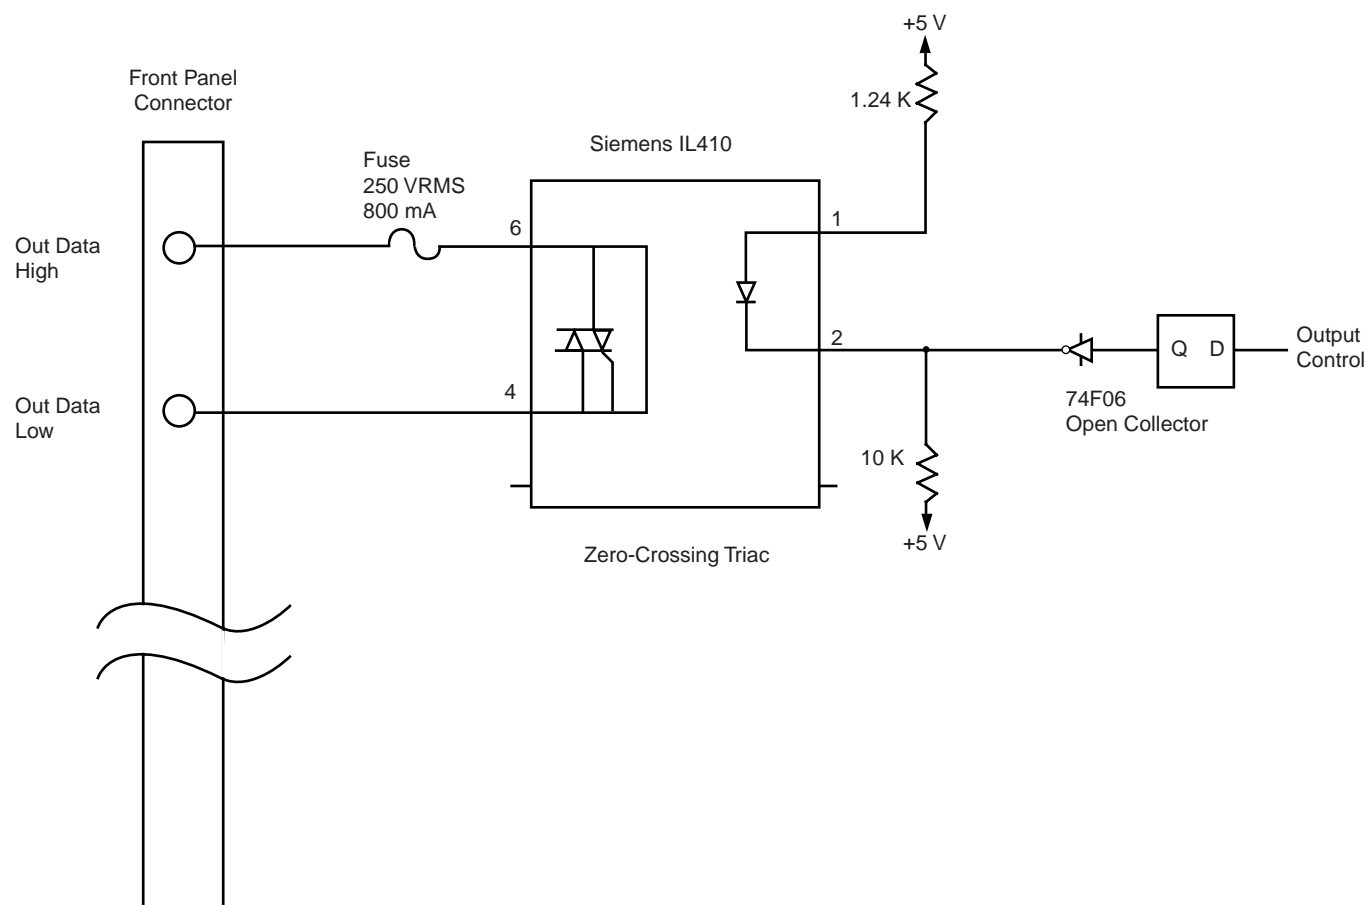 +5 V
Front Panel
Connector
1.24 K
Siemens IL410
Fuse
250 VRMS
800 mA
6
1
Out Data
High
2
Q D
Output
Control
4
Out Data
Low
74F06
Open Collector
10 K
+5 V
Zero-Crossing Triac